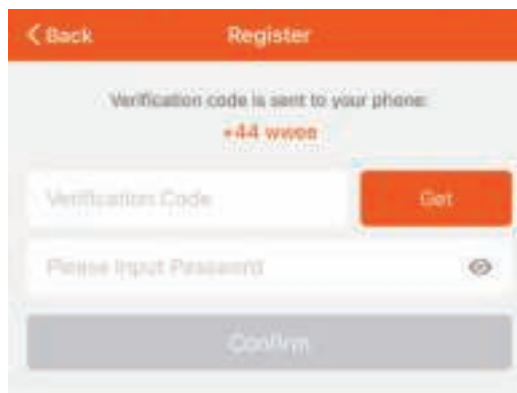 Back
Register
Verification code is sent to your phone:
+44 wwee
Verification Code
Get
Please Input Password
Confirm